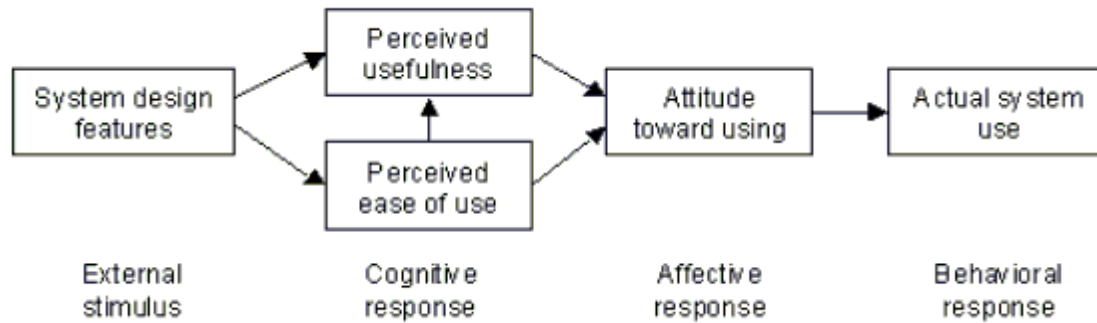 System design
features
Perceived
usefulness
Perceived
ease of use
Attitude
toward using
Actual system
use
External
stimulus
Cognitive
response
Affective
response
Behavioral
response